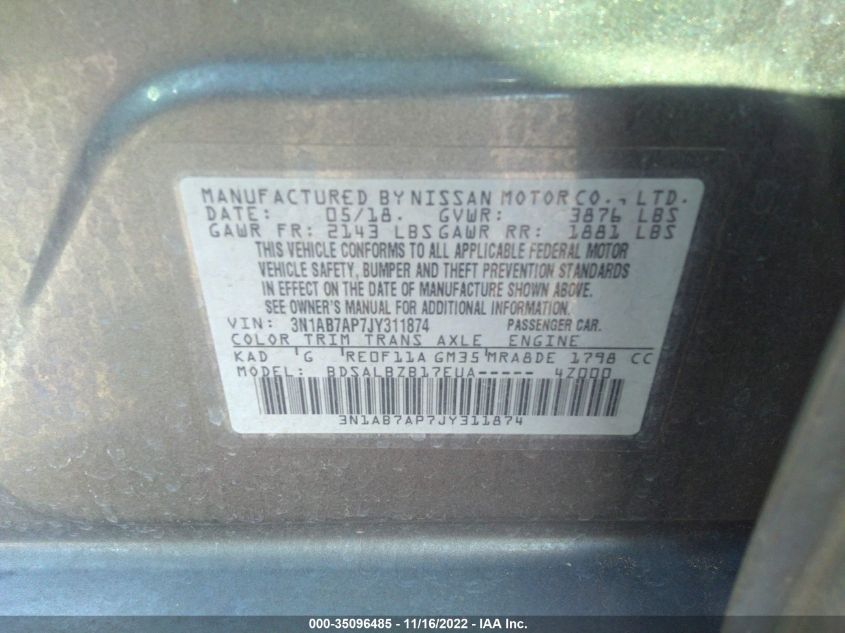 MANUFACTURED BY NISSAN MOTOR CO., LTD.
DATE: 05/18. GVWR: 3876 LBS
GAWR FR: 2143 LBS GAWR RR: 1881 LBS
THIS VEHICLE CONFORMS TO ALL APPLICABLE FEDERAL MOTOR
VEHICLE SAFETY, BUMPER AND THEFT PREVENTION STANDARDS
IN EFFECT ON THE DATE OF MANUFACTURE SHOWN ABOVE.
SEE OWNER'S MANUAL FOR ADDITIONAL INFORMATION.
VIN: 3N1AB7AP7JY311874 PASSENGER CAR.
COLOR TRIM TRANS AXLE ENGINE
KAD G RE0F11A GM35 MRA8DE 1798 CC
MODEL: BDSALBZB17EUA----- 4Z000
3N1AB7AP7JY311874
000-35096485 - 11/16/2022 - IAA Inc.